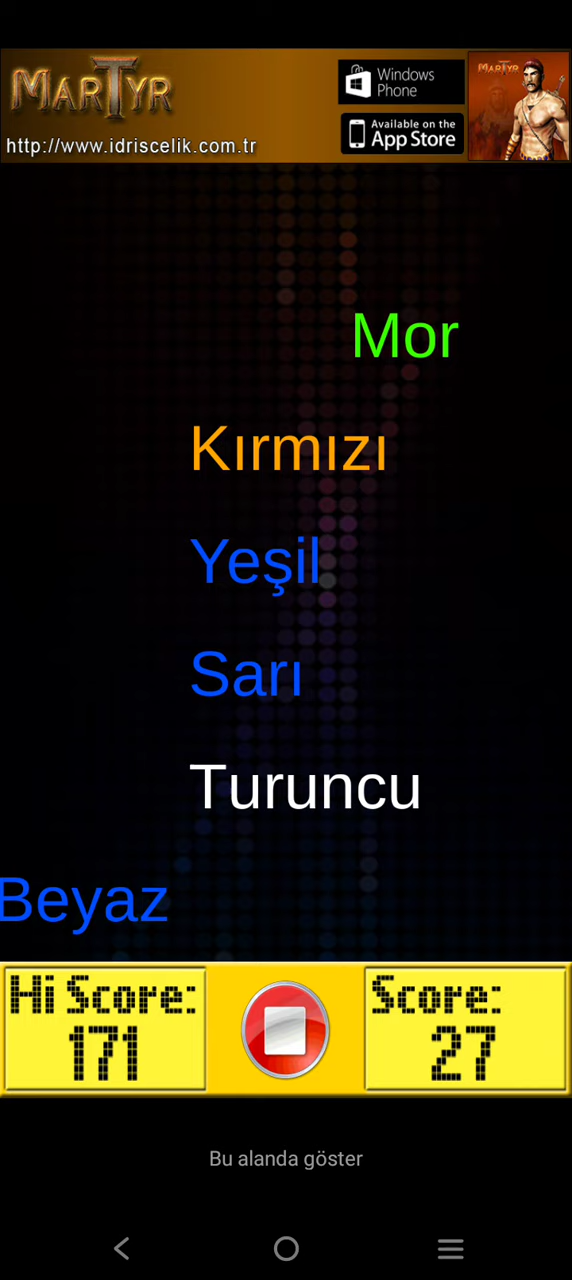 MARTYR
http://www.idriscelik.com.tr
Windows Phone
Available on the App Store
MARTYR
Mor
Kırmızı
Yeşil
Sarı
Turuncu
Beyaz
Hi Score:
171
Score:
27
Bu alanda göster